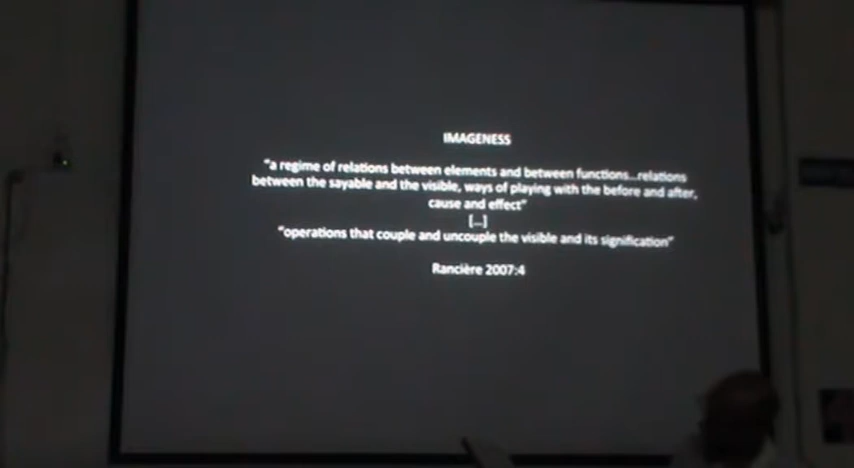 IMAGENESS
"a regime of relations between elements and between functions...relations
between the sayable and the visible, ways of playing with the before and after,
cause and effect"
[...]
"operations that couple and uncouple the visible and its signification"
Rancière 2007:4